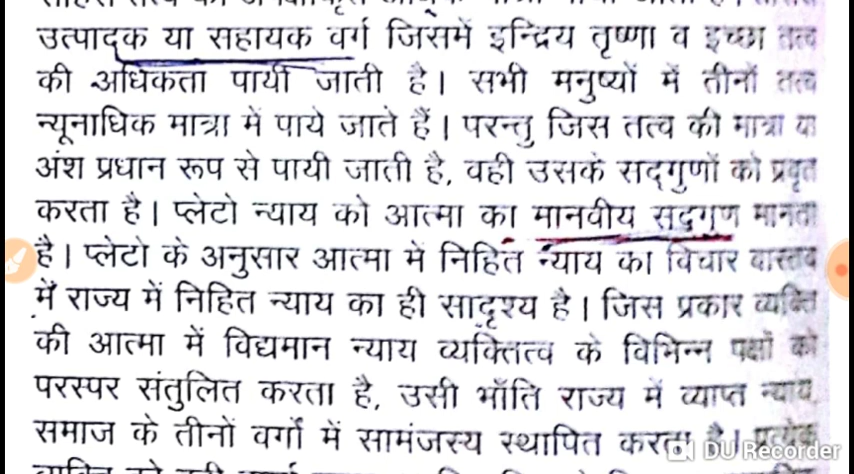 उत्पादक या सहायक वर्ग जिसमें इन्द्रिय तृष्णा व इच्छा तत्व
की अधिकता पायी जाती है। सभी मनुष्यों में तीनों तत्व
न्यूनाधिक मात्रा में पाये जाते हैं। परन्तु जिस तत्व की मात्रा या
अंश प्रधान रूप से पायी जाती है, वही उसके सद्गुणों को प्रवृत
करता है। प्लेटो न्याय को आत्मा का मानवीय सद्गुण मानता
है। प्लेटो के अनुसार आत्मा में निहित न्याय का विचार वास्तव
में राज्य में निहित न्याय का ही सादृश्य है। जिस प्रकार व्यक्ति
की आत्मा में विद्यमान न्याय व्यक्तित्व के विभिन्न पक्षों को
परस्पर संतुलित करता है, उसी भाँति राज्य में व्याप्त न्याय
समाज के तीनों वर्गों में सामंजस्य स्थापित करता है। प्रत्येक
DU Recorder